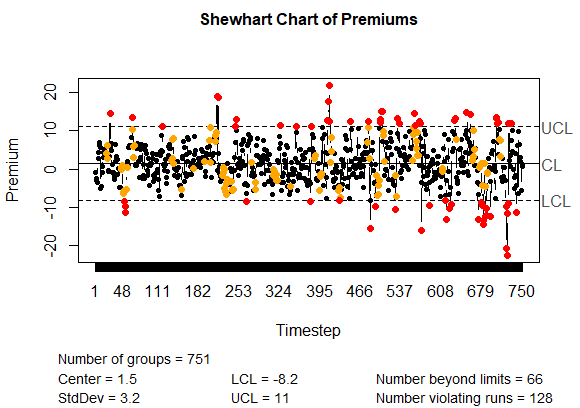 Shewhart Chart of Premiums
Premium
20
10
0
-10
-20
UCL
CL
LCL
1 48 111 182 253 324 395 466 537 608 679 750
Timestep
Number of groups = 751
Center = 1.5 LCL = -8.2 Number beyond limits = 66
StdDev = 3.2 UCL = 11 Number violating runs = 128